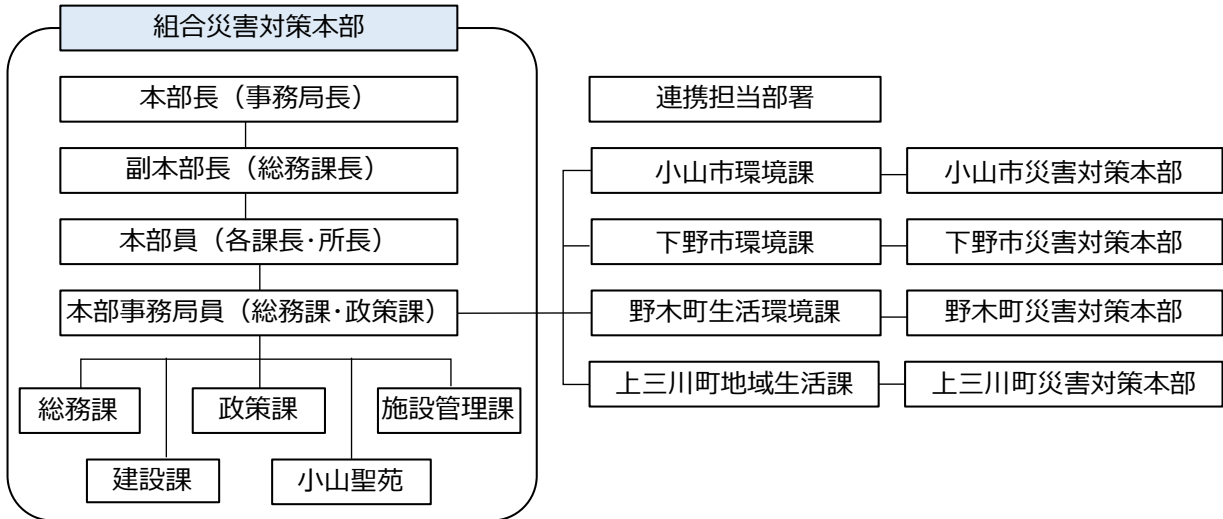 組合災害対策本部
本部長（事務局長）
副本部長（総務課長）
本部員（各課長・所長）
本部事務局員（総務課・政策課）
総務課
政策課
施設管理課
建設課
小山聖苑
連携担当部署
小山市環境課
小山市災害対策本部
下野市環境課
下野市災害対策本部
野木町生活環境課
野木町災害対策本部
上三川町地域生活課
上三川町災害対策本部